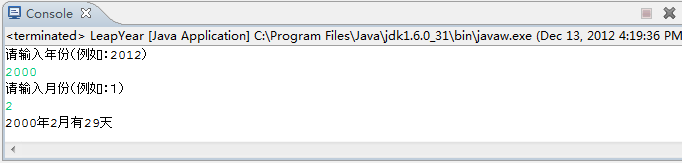 Console
<terminated> LeapYear [Java Application] C:\Program Files\Java\jdk1.6.0_31\bin\javaw.exe (Dec 13, 2012 4:19:36 PM
请输入年份(例如:2012)
2000
请输入月份(例如:1)
2
2000年2月有29天